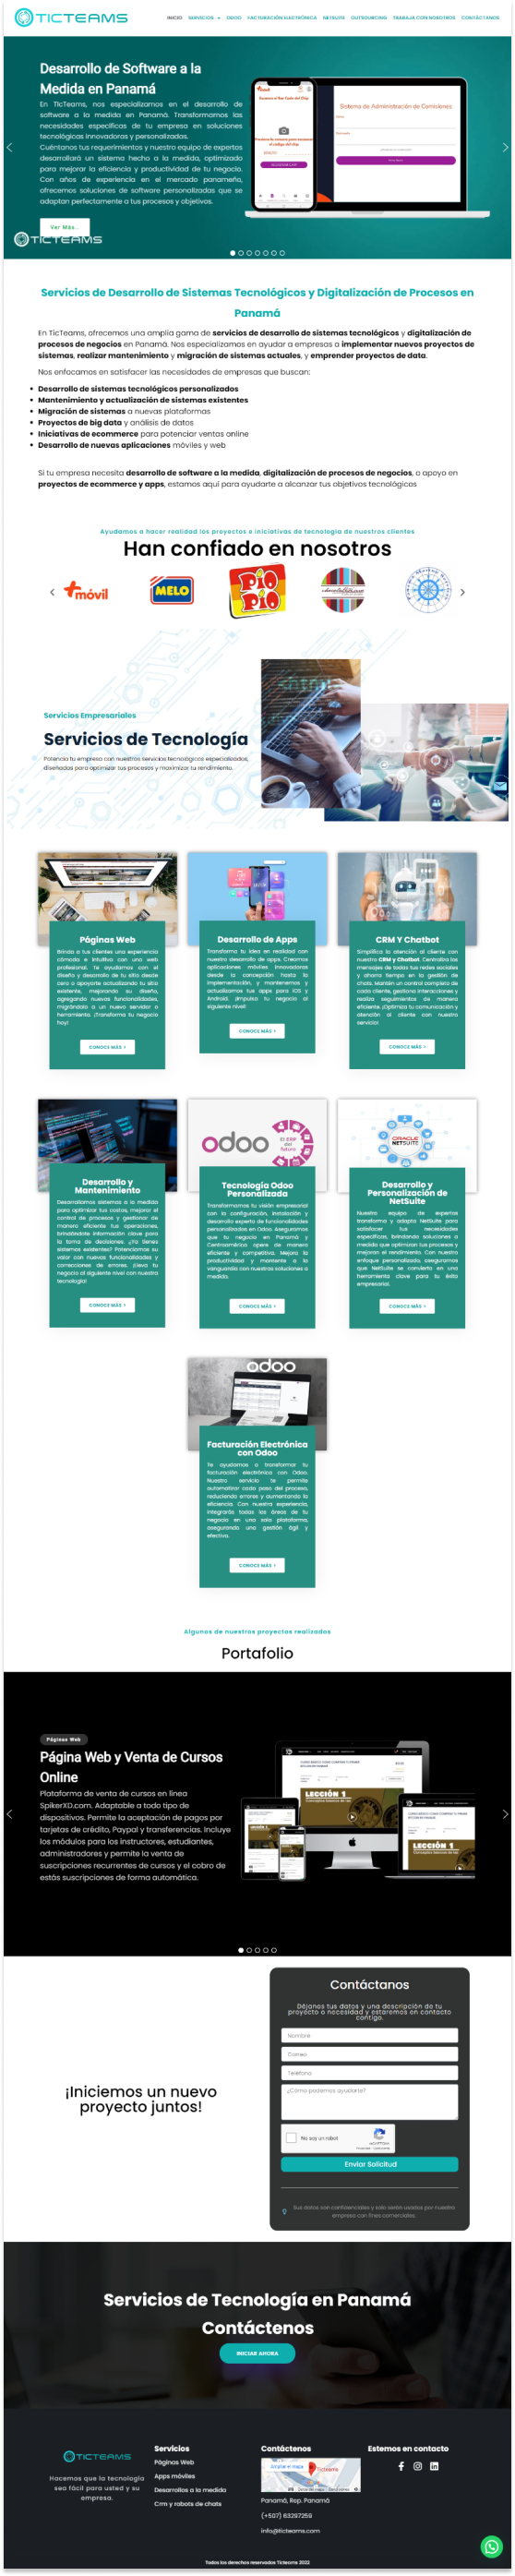 TICTEAMS
INICIO SERVICIOS ODOO FACTURACIÓN ELECTRÓNICA NETSUITE OUTSOURCING TRABAJA CON NOSOTROS CONTÁCTANOS
Desarrollo de Software a la
Medida en Panamá
En TicTeams, nos especializamos en el desarrollo de
software a la medida en Panamá. Transformamos las
necesidades específicas de tu empresa en soluciones
tecnológicas innovadoras y personalizadas.
Cuéntanos tus requerimientos y nuestro equipo de expertos
desarrollará un sistema hecho a la medida, optimizado
para mejorar la eficiencia y productividad de tu negocio.
Con años de experiencia en el mercado panameño,
ofrecemos soluciones de software personalizadas que se
adaptan perfectamente a tus procesos y objetivos.
Ver Más..
TICTEAMS
Sistema de Administración de Comisiones
Servicios de Desarrollo de Sistemas Tecnológicos y Digitalización de Procesos en
Panamá
En TicTeams, ofrecemos una amplia gama de servicios de desarrollo de sistemas tecnológicos y digitalización de
procesos de negocios en Panamá. Nos especializamos en ayudar a empresas a implementar nuevos proyectos de
sistemas, realizar mantenimiento y migración de sistemas actuales, y emprender proyectos de data.
Nos enfocamos en satisfacer las necesidades de empresas que buscan:
• Desarrollo de sistemas tecnológicos personalizados
• Mantenimiento y actualización de sistemas existentes
• Migración de sistemas a nuevas plataformas
• Proyectos de big data y análisis de datos
• Iniciativas de ecommerce para potenciar ventas online
• Desarrollo de nuevas aplicaciones móviles y web
Si tu empresa necesita desarrollo de software a la medida, digitalización de procesos de negocios, o apoyo en
proyectos de ecommerce y apps, estamos aquí para ayudarte a alcanzar tus objetivos tecnológicos
Ayudamos a hacer realidad los proyectos o iniciativas de tecnología de nuestros clientes
Han confiado en nosotros
+móvil
MELO
PIO PIO
Servicios Empresariales
Servicios de Tecnología
Potencia tu empresa con nuestros servicios tecnológicos especializados,
diseñados para optimizar tus procesos y maximizar tu rendimiento.
Páginas Web
Brinda a tus clientes una experiencia
cómoda e intuitiva con una web
profesional. Te ayudamos con el
diseño y desarrollo de tu sitio desde
cero o apoyarte actualizando tu sitio
existente, mejorando su diseño,
agregando nuevas funcionalidades,
migrándolo a un nuevo servidor o
herramienta. ¡Transforma tu negocio
hoy!
CONOCE MÁS >
Desarrollo de Apps
Transforma tu idea en realidad con
nuestro desarrollo de apps. Creamos
aplicaciones móviles innovadoras
desde la concepción hasta la
implementación, y mantenemos y
actualizamos tus apps para iOS y
Android. ¡Impulsa tu negocio al
siguiente nivel!
CONOCE MÁS >
CRM Y Chatbot
Simplifica la atención al cliente con
nuestro CRM y Chatbot. Centraliza los
mensajes de todas tus redes sociales
y ahorra tiempo en la gestión de
chats. Mantén un control completo de
cada cliente, gestiona interacciones y
realiza seguimientos de manera
eficiente. ¡Optimiza tu comunicación y
atención al cliente con nuestro
servicio!
CONOCE MÁS >
Desarrollo y
Mantenimiento
Desarrollamos sistemas a la medida
para optimizar tus costos, mejorar el
control de procesos y gestionar de
manera eficiente tus operaciones,
brindándote información clave para
la toma de decisiones. ¿Ya tienes
sistemas existentes? Potenciamos su
valor con nuevas funcionalidades y
correcciones de errores. ¡Lleva tu
negocio al siguiente nivel con nuestra
tecnología!
CONOCE MÁS >
odoo
El ERP
del
futuro
Tecnología Odoo
Personalizada
Transformamos tu visión empresarial
con la configuración, instalación y
desarrollo experto de funcionalidades
personalizadas en Odoo. Aseguramos
que tu negocio en Panamá y
Centroamérica opere de manera
eficiente y competitiva. Mejora la
productividad y mantente a la
vanguardia con nuestras soluciones a
medida.
CONOCE MÁS >
ORACLE
NETSUITE
Desarrollo y
Personalización de
NetSuite
Nuestro equipo de expertos
transforma y adapta NetSuite para
satisfacer tus necesidades
específicas, brindando soluciones a
medida que optimizan tus procesos y
mejoran el rendimiento. Con nuestro
enfoque personalizado, aseguramos
que NetSuite se convierta en una
herramienta clave para tu éxito
empresarial.
CONOCE MÁS >
odoo
Facturación Electrónica
con Odoo
Te ayudamos a transformar tu
facturación electrónica con Odoo.
Nuestro servicio te permite
automatizar cada paso del proceso,
reduciendo errores y aumentando la
eficiencia. Con nuestra experiencia,
integrarás todas las áreas de tu
negocio en una sola plataforma,
asegurando una gestión ágil y
efectiva.
CONOCE MÁS >
Algunos de nuestros proyectos realizados
Portafolio
Páginas Web
Página Web y Venta de Cursos
Online
Plataforma de venta de cursos en línea
SpikerXD.com. Adaptable a todo tipo de
dispositivos. Permite la aceptación de pagos por
tarjetas de crédito, Paypal y transferencias. Incluye
los módulos para los instructores, estudiantes,
administradores y permite la venta de
suscripciones recurrentes de cursos y el cobro de
estás suscripciones de forma automática.
LECCIÓN 1
LECCIÓN 1
LECCIÓN 1
¡Iniciemos un nuevo
proyecto juntos!
Contáctanos
Déjanos tus datos y una descripción de tu
proyecto o necesidad y estaremos en contacto
contigo.
Nombre
Correo
Teléfono
¿Cómo podemos ayudarte?
No soy un robot
reCAPTCHA
Enviar Solicitud
Sus datos son confidenciales y solo serán usados por nuestra
empresa con fines comerciales.
Servicios de Tecnología en Panamá
Contáctenos
INICIAR AHORA
TICTEAMS
Hacemos que la tecnología
sea fácil para usted y su
empresa.
Servicios
Páginas Web
Apps móviles
Desarrollos a la medida
Crm y robots de chats
Contáctenos
Ampliar el mapa
Ticteams
Panamá, Rep. Panamá
(+507) 63297259
info@ticteams.com
Estemos en contacto
Todos los derechos reservados Ticteams 2022